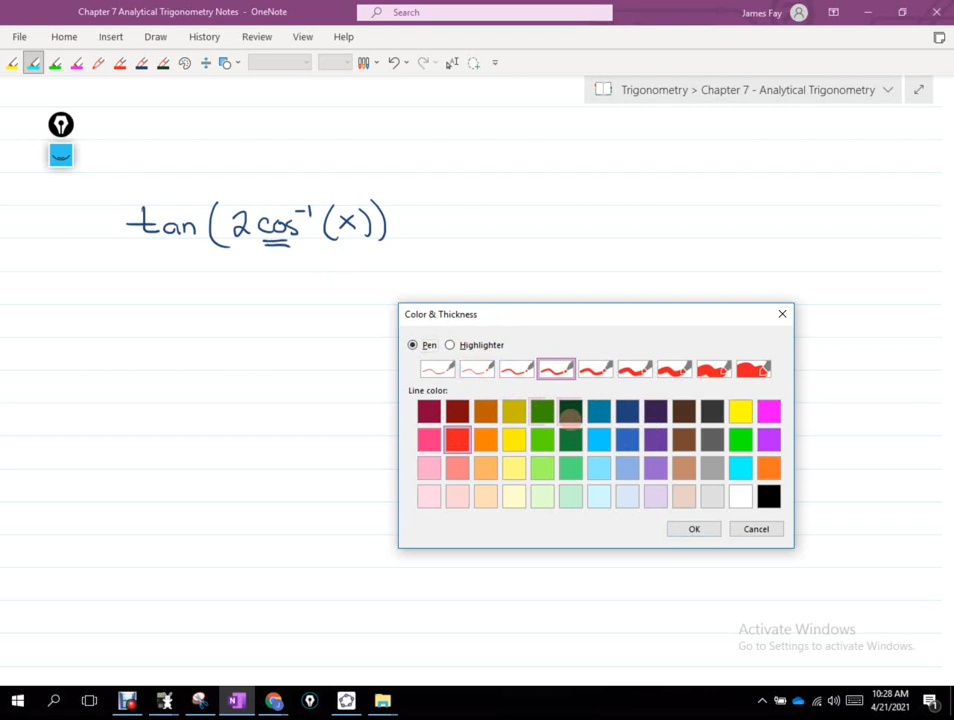 Chapter 7 Analytical Trigonometry Notes - OneNote
Search
James Fay
File Home Insert Draw History Review View Help
Trigonometry > Chapter 7 - Analytical Trigonometry
tan(2cos⁻¹(x))
Color & Thickness
Pen Highlighter
Line color:
OK Cancel
Activate Windows
Go to Settings to activate Windows.
10:28 AM
4/21/2021